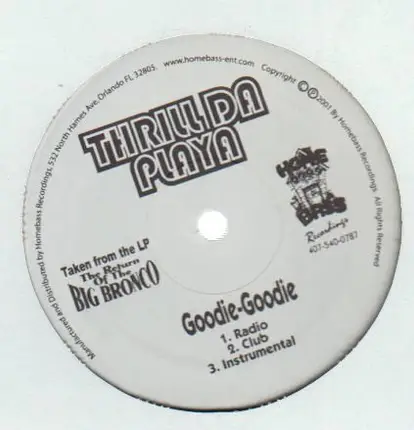 Manufactured and Distributed by Homebass Recordings, 532 North Hames Ave, Orlando FL 32805. www.homebass-ent.com Copyright © ℗ 2001 By Homebass Recordings. All Rights Reserved
THRILL DA
PLAYA
HOME
BASS
Recordings
407-540-0787
Taken from the LP
The Return
Of The
BIG BRONCO
Goodie-Goodie
1. Radio
2. Club
3. Instrumental